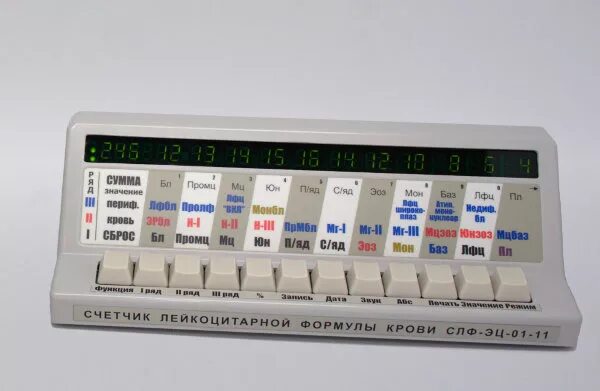 246 12 13 14 15 16 14 12 10 8 6 4
РЯД СУММА значение Бл Промц Мц Юн П/яд С/яд Эоз Мон Баз Лфц Пл
III периф. Лфбл Пролф Лфц "ВКЛ" Монбл ПрМбл Мг-I Мг-II Лфц широко-плаз Атип. моно-нуклеар Недиф. бл Мцбаз
II кровь ЭРбл н-I н-II н-III Мг-III Мцэоз Юнэоз
I СБРОС Бл Промц Мц Юн П/яд С/яд Эоз Мон Баз Лфц Пл
Функция I ряд II ряд III ряд % Запись Дата Звук Абс Печать Значение Режим
СЧЕТЧИК ЛЕЙКОЦИТАРНОЙ ФОРМУЛЫ КРОВИ СЛФ-ЭЦ-01-11